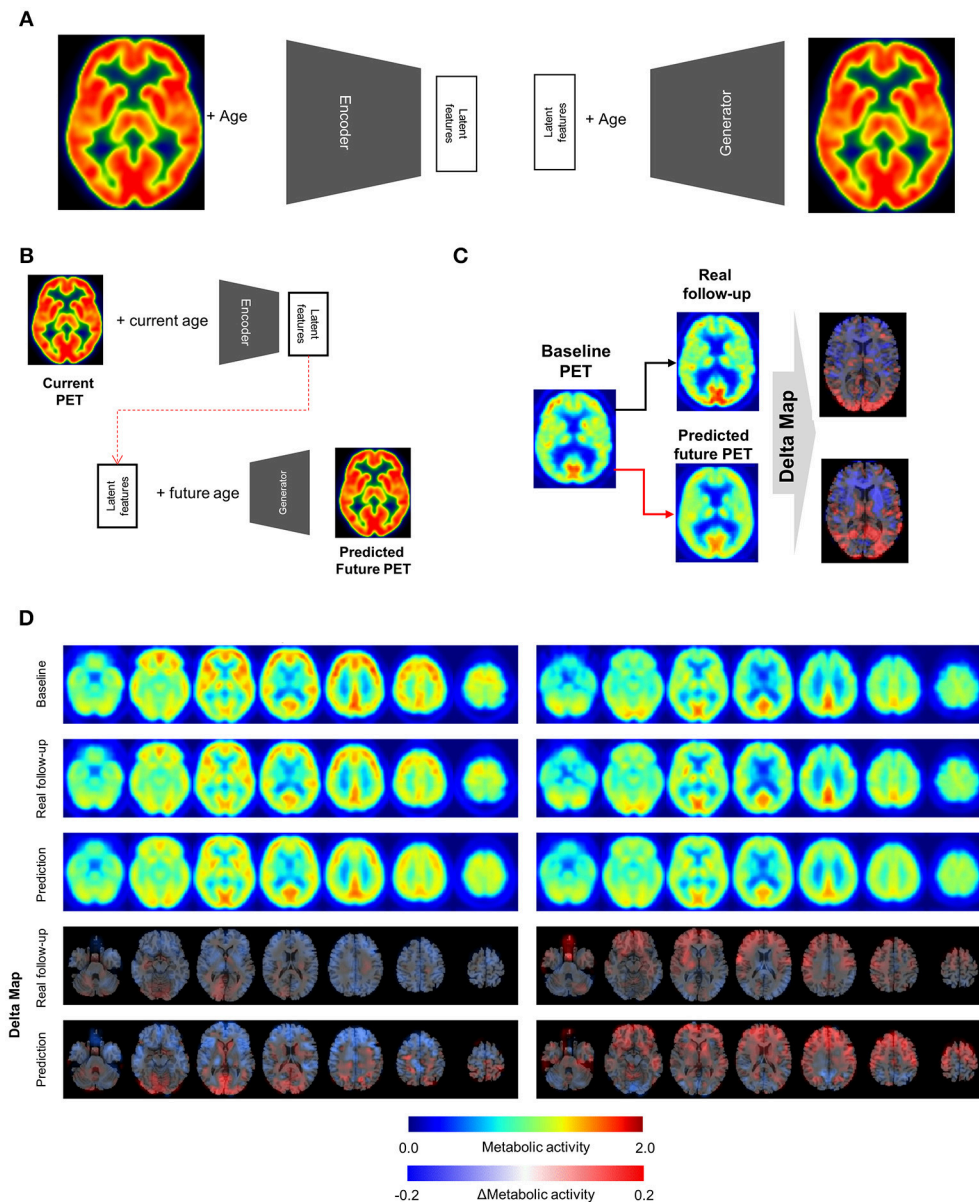 A
+ Age
Encoder
Latent
features
Latent
features
+ Age
Generator
B
+ current age
Encoder
Latent
features
Current
PET
Latent
features
+ future age
Generator
Predicted
Future PET
C
Real
follow-up
Baseline
PET
Predicted
future PET
Delta Map
D
Baseline
Real follow-up
Prediction
Delta Map
Real follow-up
Prediction
0.0 Metabolic activity 2.0
-0.2 ΔMetabolic activity 0.2